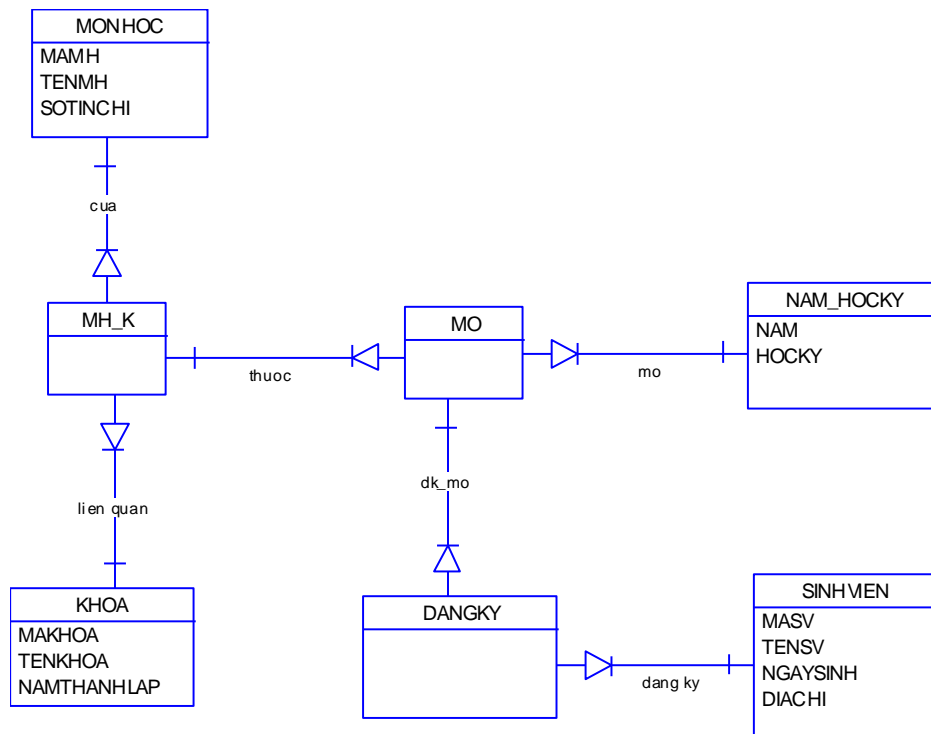 MONHOC
MAMH
TENMH
SOTINCHI
cua
MH_K
thuoc
MO
mo
NAM_HOCKY
NAM
HOCKY
lien quan
dk_mo
KHOA
MAKHOA
TENKHOA
NAMTHANHLAP
DANGKY
dang ky
SINHVIEN
MASV
TENSV
NGAYSINH
DIACHI